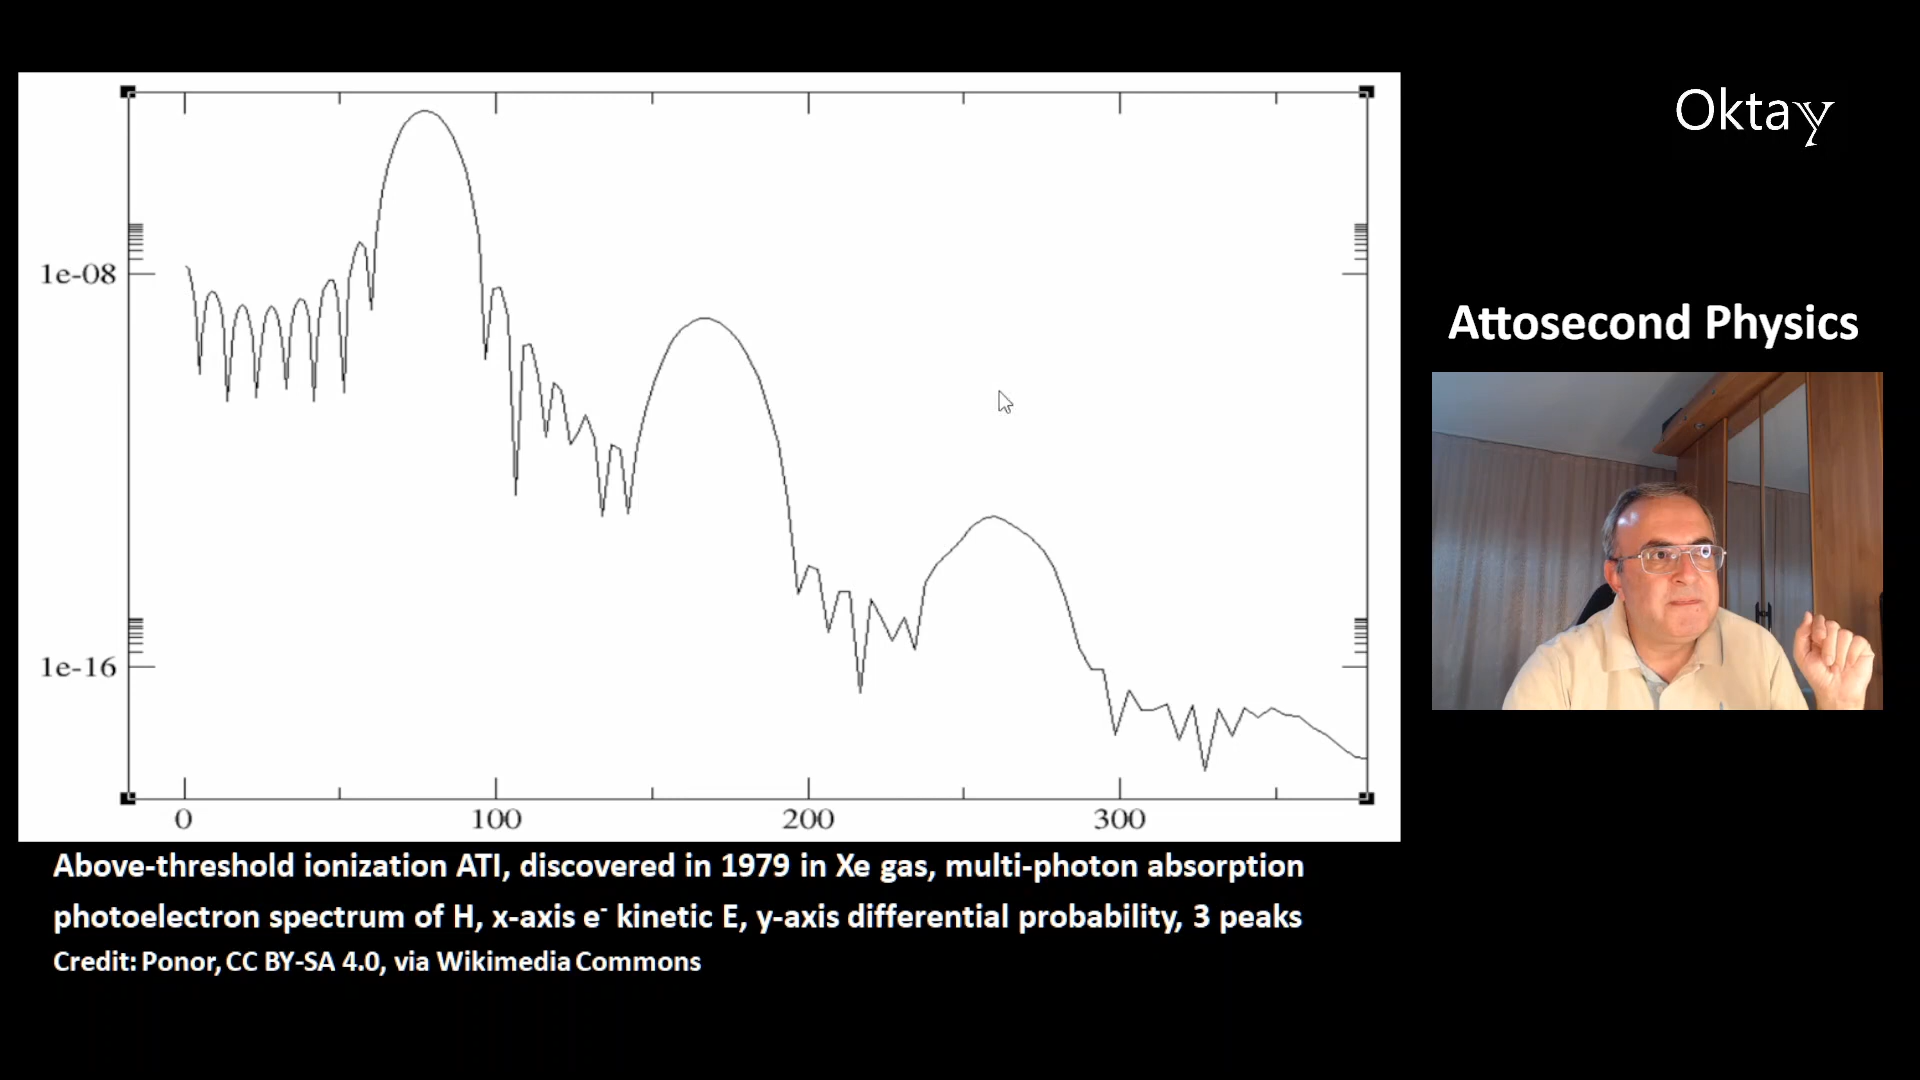 Oktay
1e-08
1e-16
0 100 200 300
Attosecond Physics
Above-threshold ionization ATI, discovered in 1979 in Xe gas, multi-photon absorption
photoelectron spectrum of H, x-axis e⁻ kinetic E, y-axis differential probability, 3 peaks
Credit: Ponor, CC BY-SA 4.0, via Wikimedia Commons